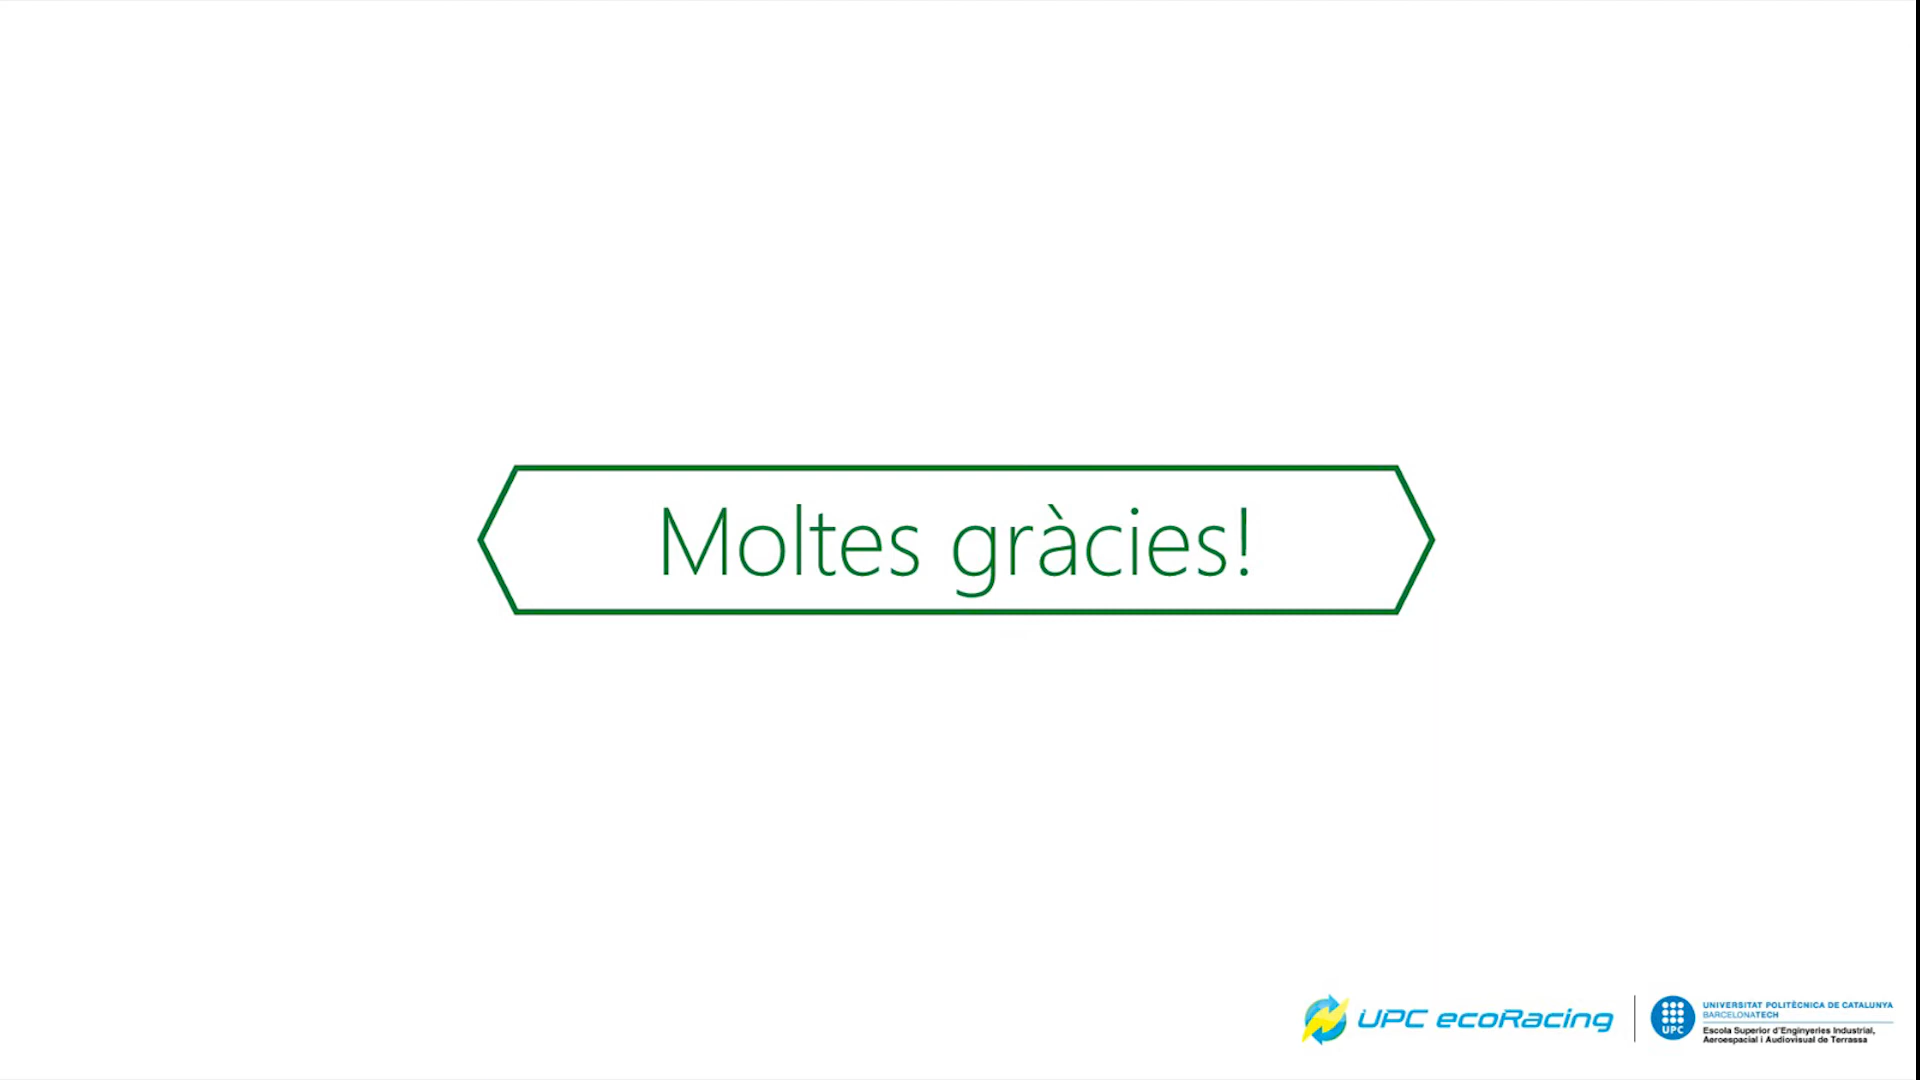 Moltes gràcies!
UPC ecoRacing
UPC
UNIVERSITAT POLITÈCNICA DE CATALUNYA
BARCELONATECH
Escola Superior d'Enginyeries Industrial,
Aeroespacial i Audiovisual de Terrassa